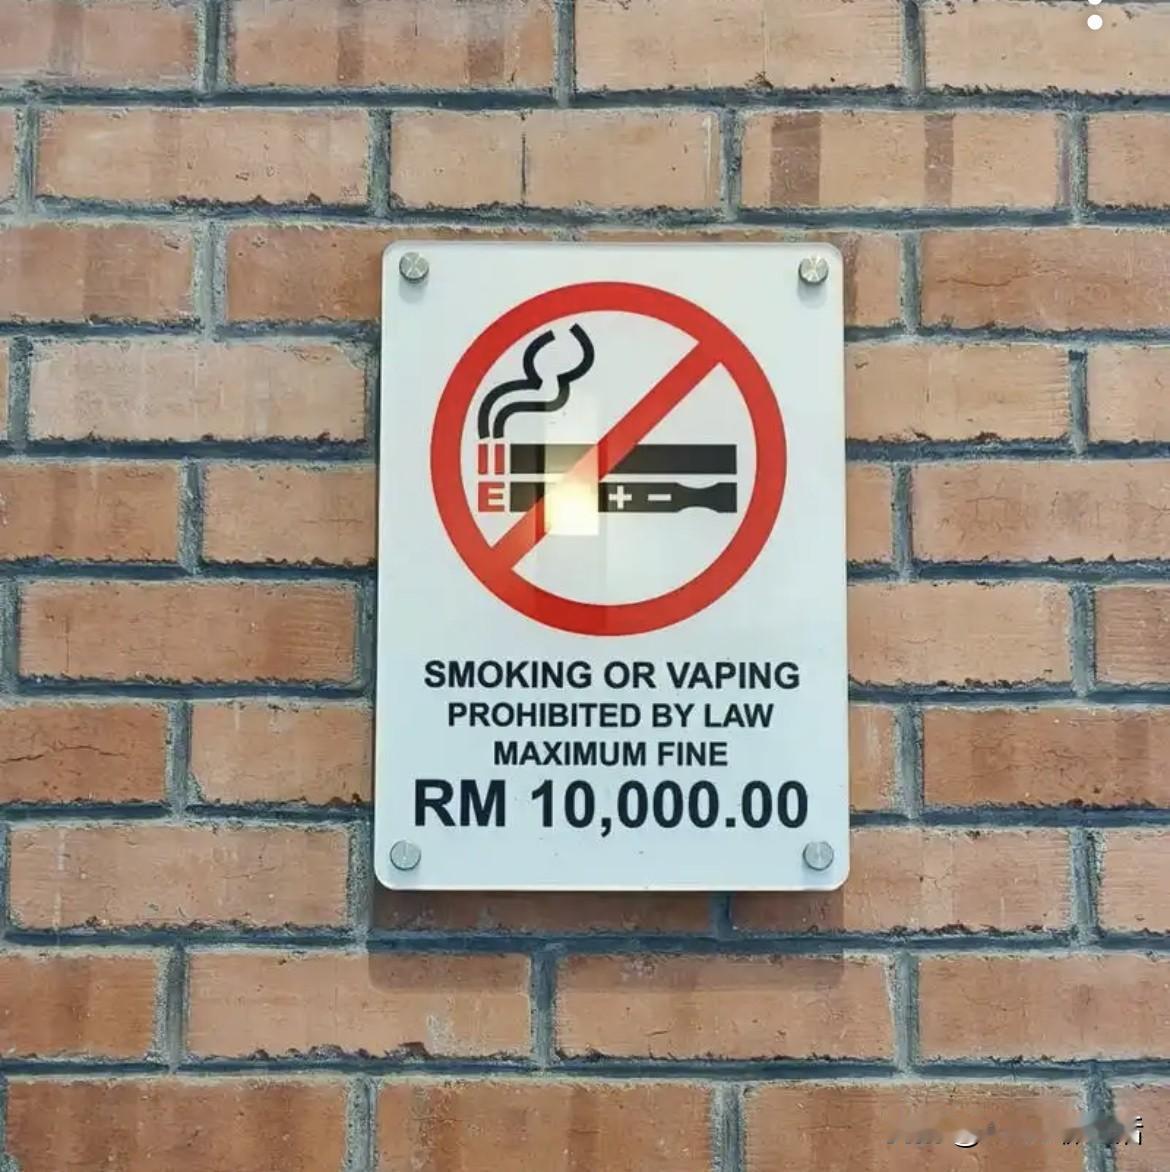 E
+ −
SMOKING OR VAPING
PROHIBITED BY LAW
MAXIMUM FINE
RM 10,000.00